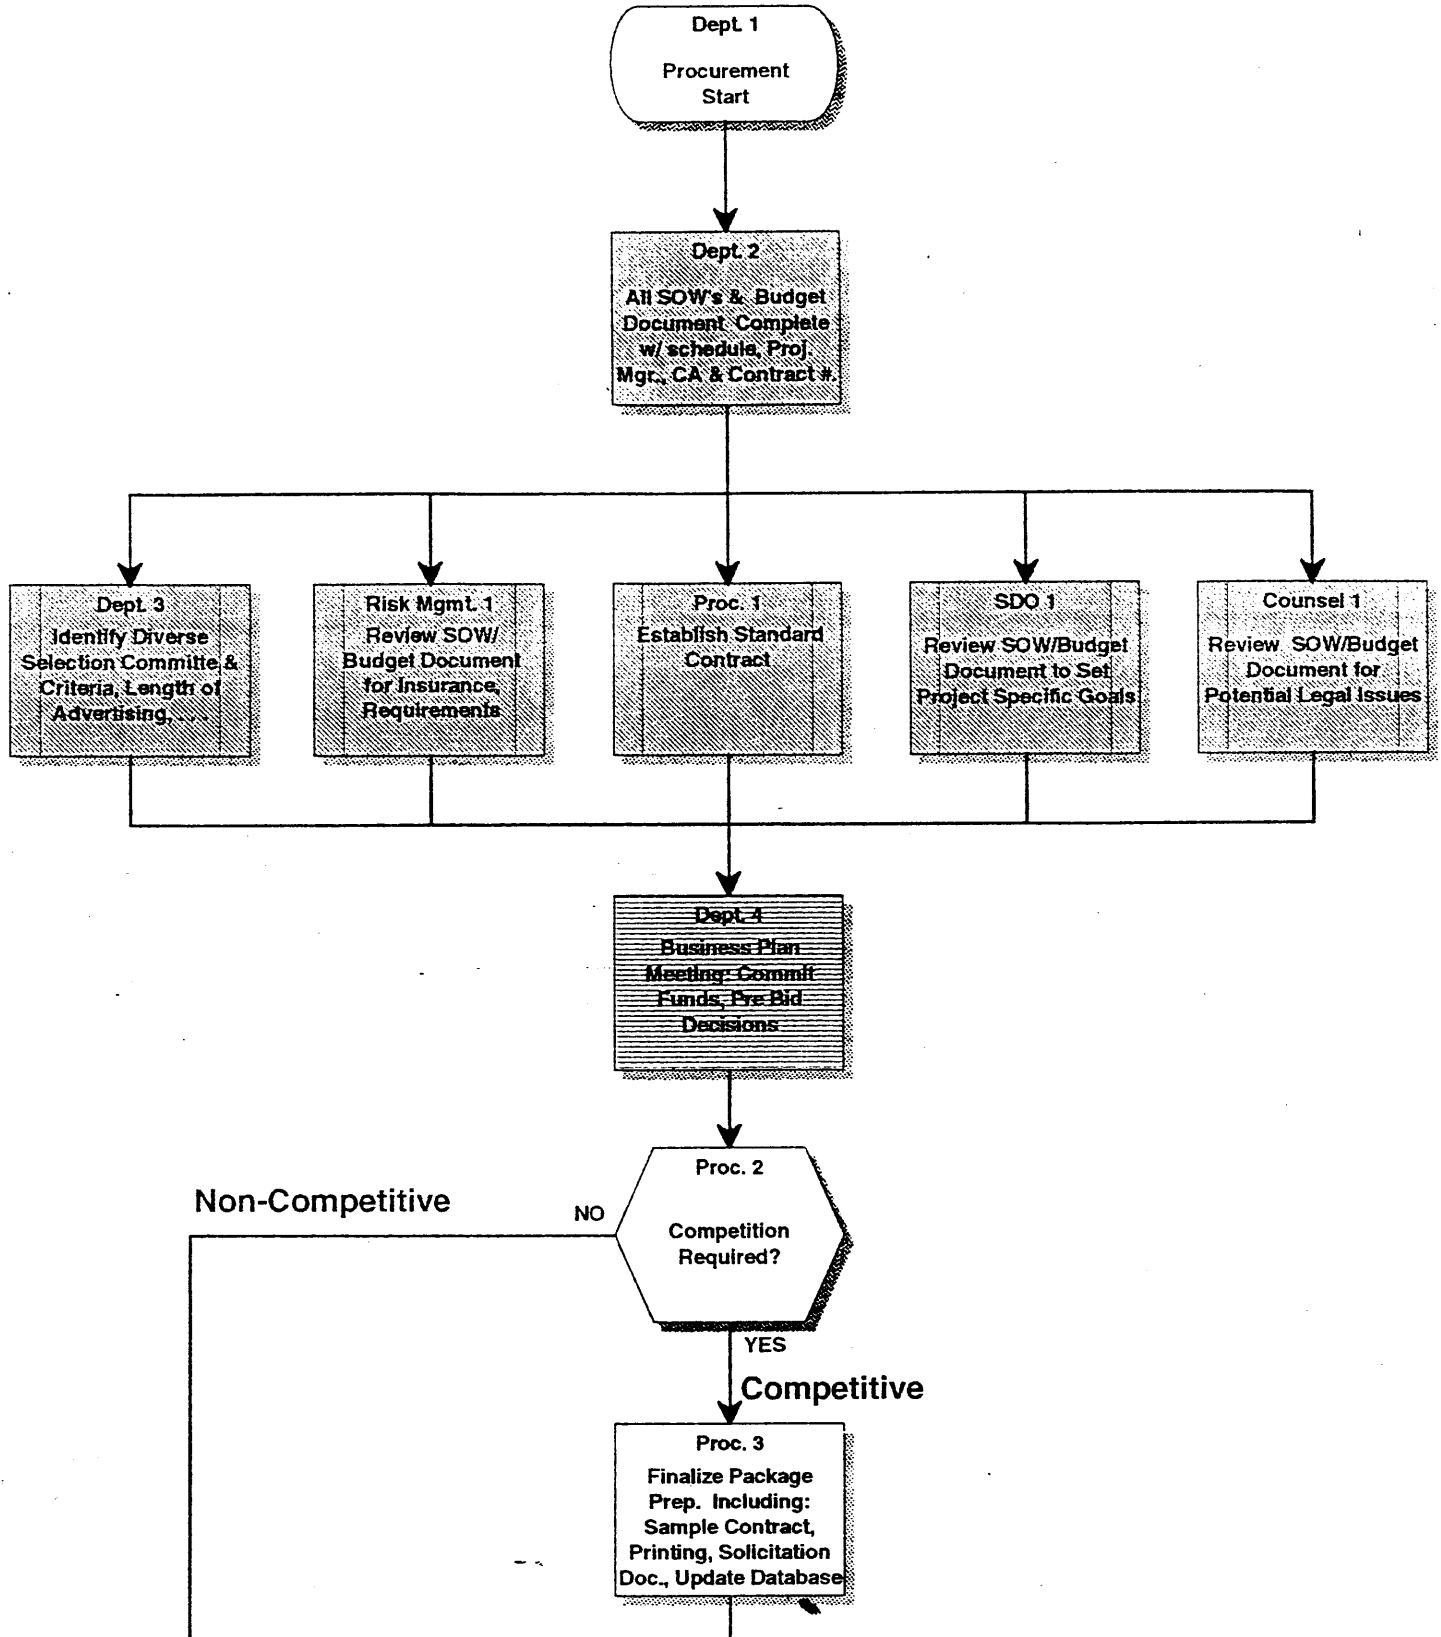 Dept. 1
Procurement
Start
Dept. 2
All SOW's & Budget
Document Complete
w/ schedule, Proj.
Mgr., CA & Contract #.
Dept. 3
Identify Diverse
Selection Committe &
Criteria, Length of
Advertising, . . .
Risk Mgmt. 1
Review SOW/
Budget Document
for Insurance,
Requirements
Proc. 1
Establish Standard
Contract
SDO 1
Review SOW/Budget
Document to Set
Project Specific Goals
Counsel 1
Review SOW/Budget
Document for
Potential Legal Issues
Dept. 4
Business Plan
Meeting: Commit
Funds, Pre Bid
Decisions
Proc. 2
Competition
Required?
NO
Non-Competitive
YES
Competitive
Proc. 3
Finalize Package
Prep. Including:
Sample Contract,
Printing, Solicitation
Doc., Update Database